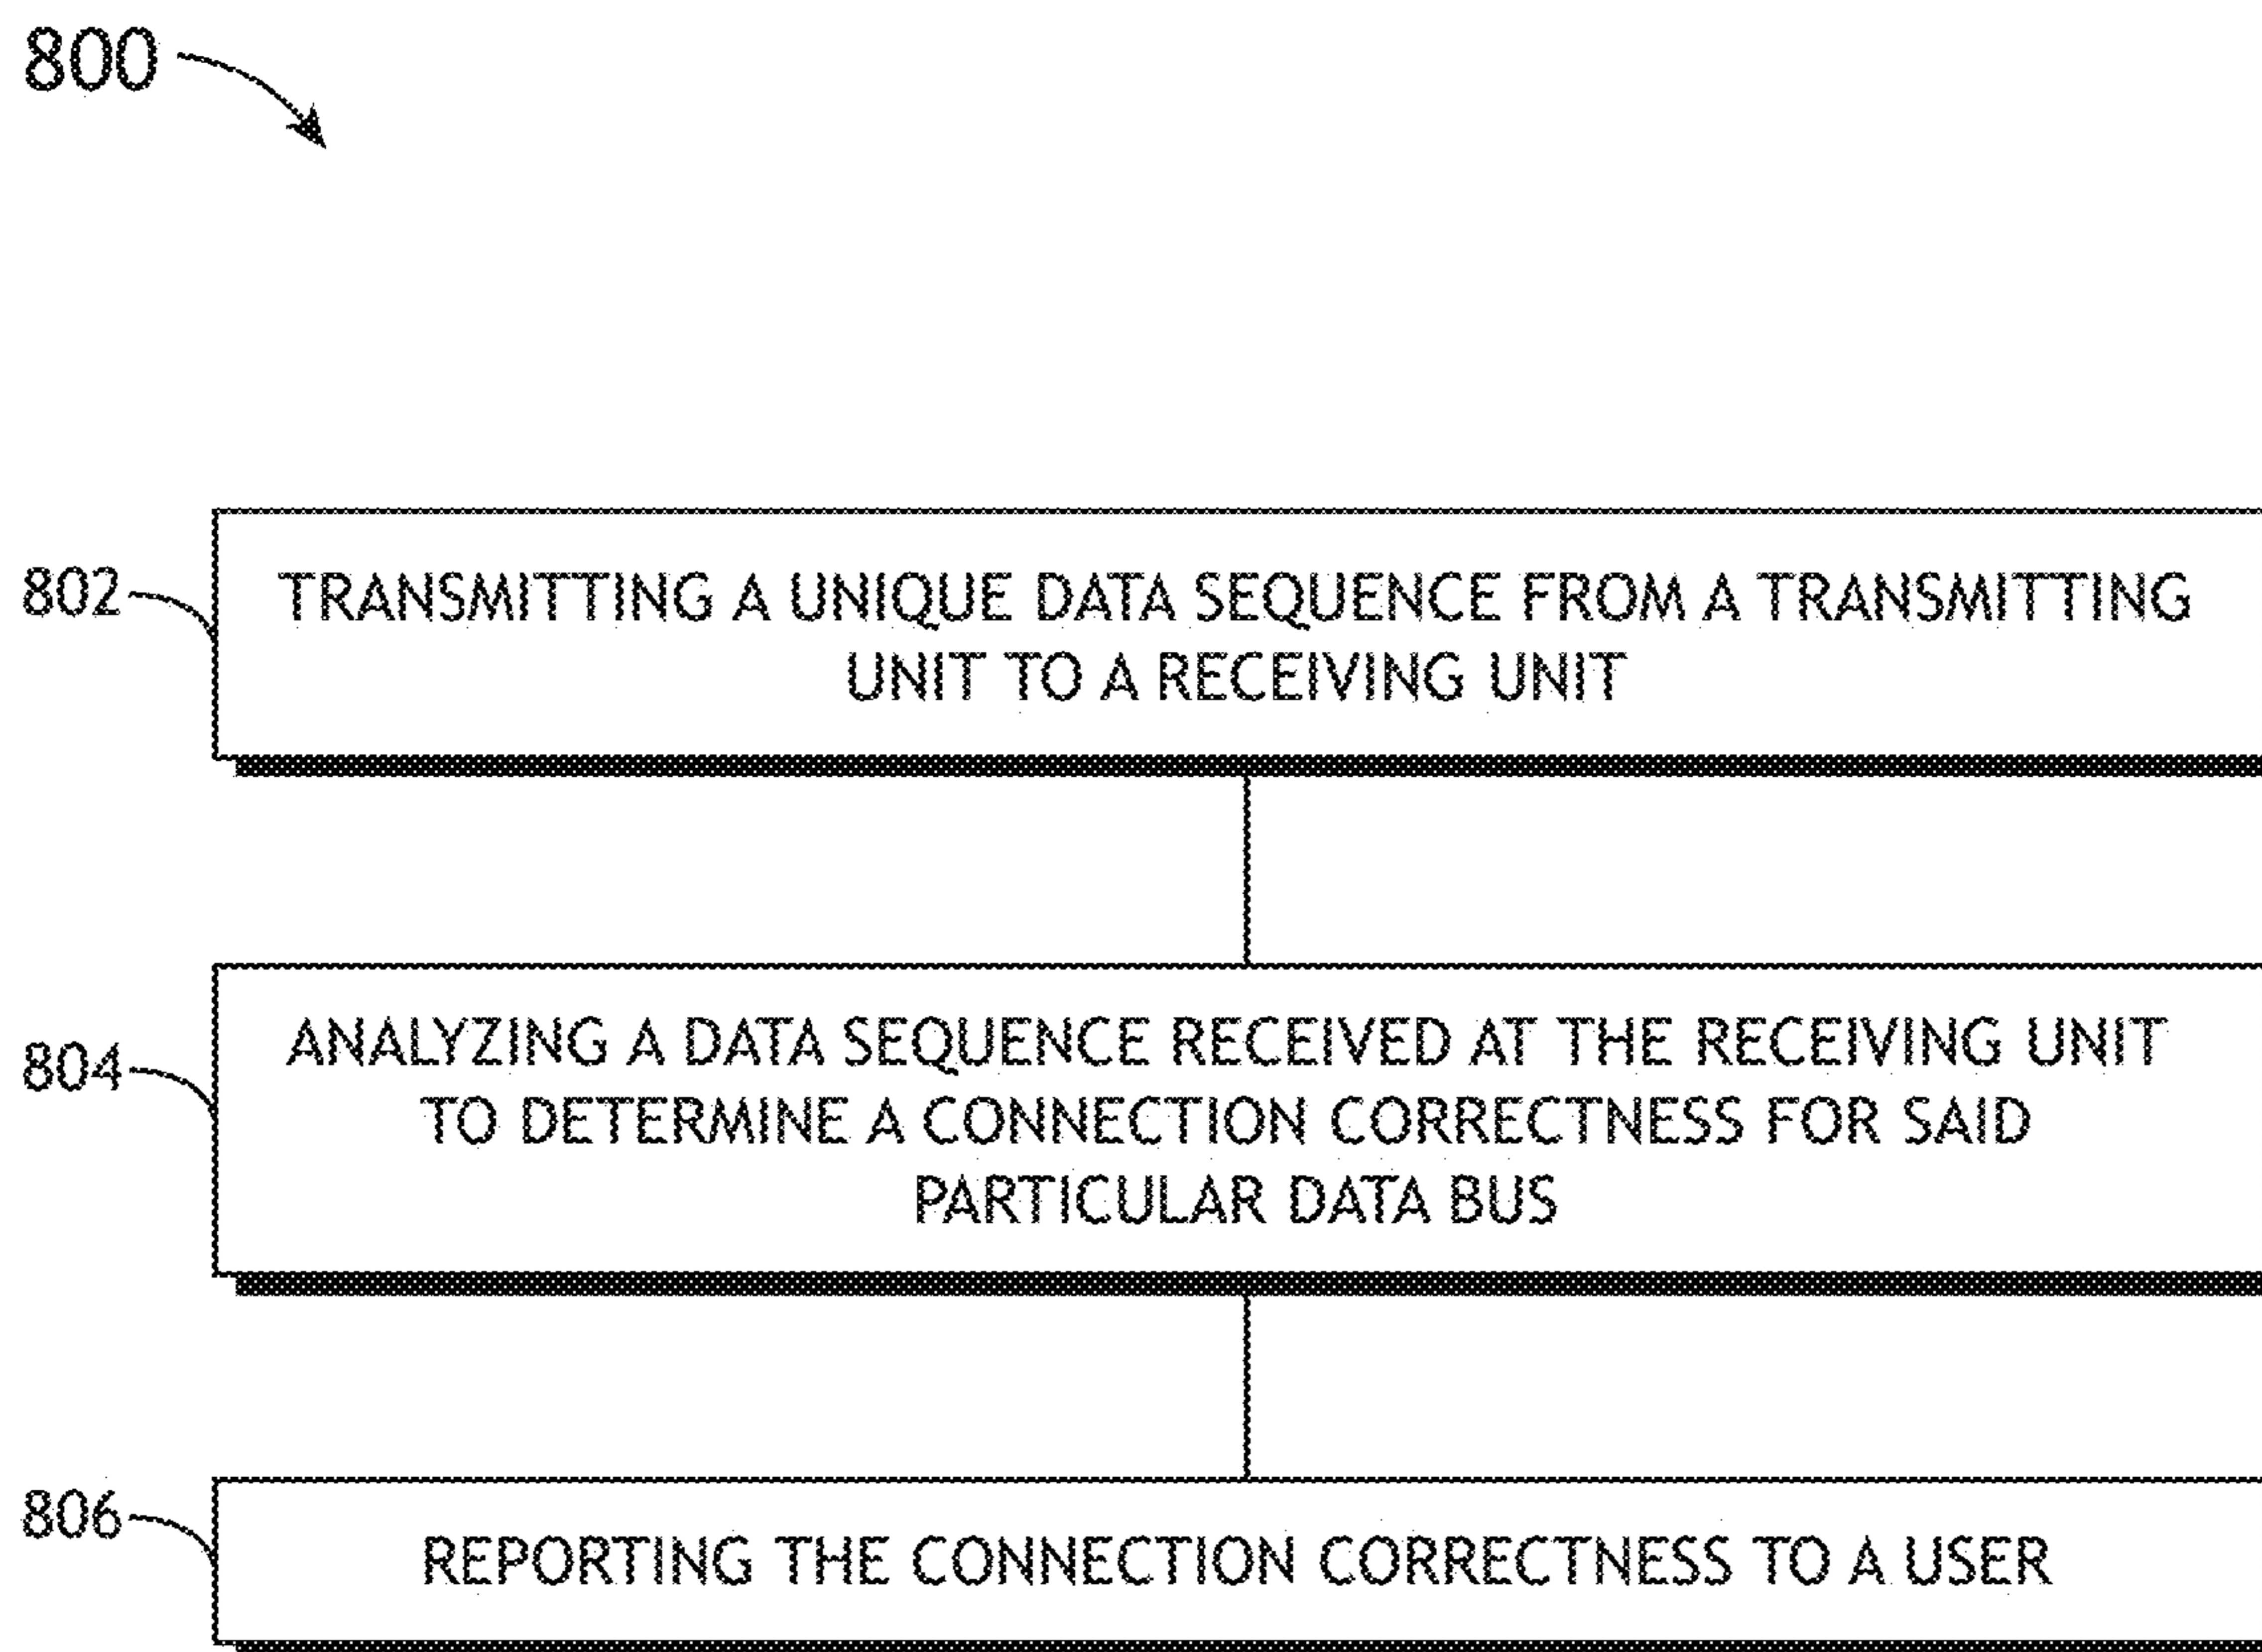 800
802
TRANSMITTING A UNIQUE DATA SEQUENCE FROM A TRANSMITTING
UNIT TO A RECEIVING UNIT
804
ANALYZING A DATA SEQUENCE RECEIVED AT THE RECEIVING UNIT
TO DETERMINE A CONNECTION CORRECTNESS FOR SAID
PARTICULAR DATA BUS
806
REPORTING THE CONNECTION CORRECTNESS TO A USER